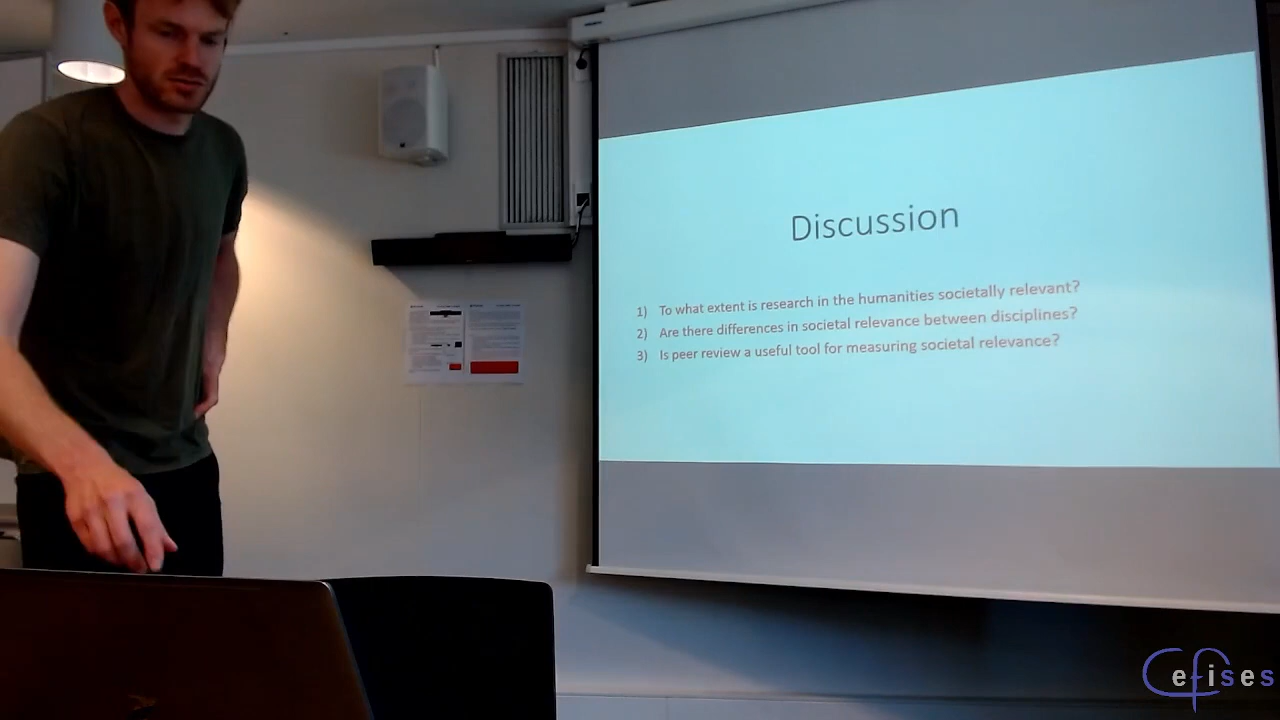 Discussion
1) To what extent is research in the humanities societally relevant?
2) Are there differences in societal relevance between disciplines?
3) Is peer review a useful tool for measuring societal relevance?
Cefises